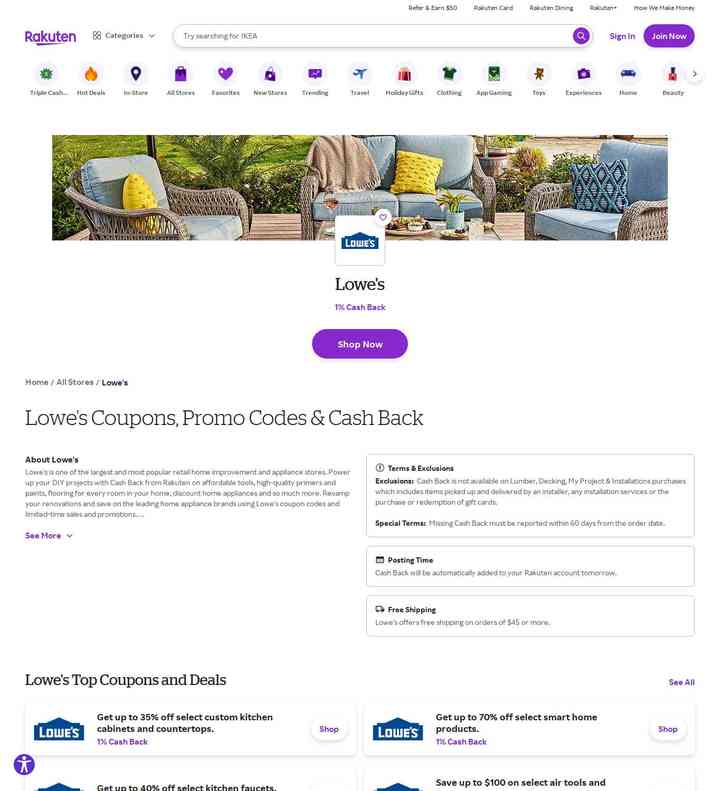 Refer & Earn $50 Rakuten Card Rakuten Dining Rakuten+ How We Make Money
Rakuten Categories Try searching for IKEA Sign In Join Now
Triple Cash... Hot Deals In-Store All Stores Favorites New Stores Trending Travel Holiday Gifts Clothing App Gaming Toys Experiences Home Beauty
LOWE'S
Lowe's
1% Cash Back
Shop Now
Home / All Stores / Lowe's
Lowe's Coupons, Promo Codes & Cash Back
About Lowe's
Lowe's is one of the largest and most popular retail home improvement and appliance stores. Power
up your DIY projects with Cash Back from Rakuten on affordable tools, high-quality primers and
paints, flooring for every room in your home, discount home appliances and so much more. Revamp
your renovations and save on the leading home appliance brands using Lowe's coupon codes and
limited-time sales and promotions....
See More
Terms & Exclusions
Exclusions: Cash Back is not available on Lumber, Decking, My Project & Installations purchases
which includes items picked up and delivered by an installer, any installation services or the
purchase or redemption of gift cards.
Special Terms: Missing Cash Back must be reported within 60 days from the order date.
Posting Time
Cash Back will be automatically added to your Rakuten account tomorrow.
Free Shipping
Lowe's offers free shipping on orders of $45 or more.
Lowe's Top Coupons and Deals
See All
LOWE'S
Get up to 35% off select custom kitchen
cabinets and countertops.
1% Cash Back
Shop
LOWE'S
Get up to 70% off select smart home
products.
1% Cash Back
Shop
Get up to 40% off select kitchen faucets.
Save up to $100 on select air tools and